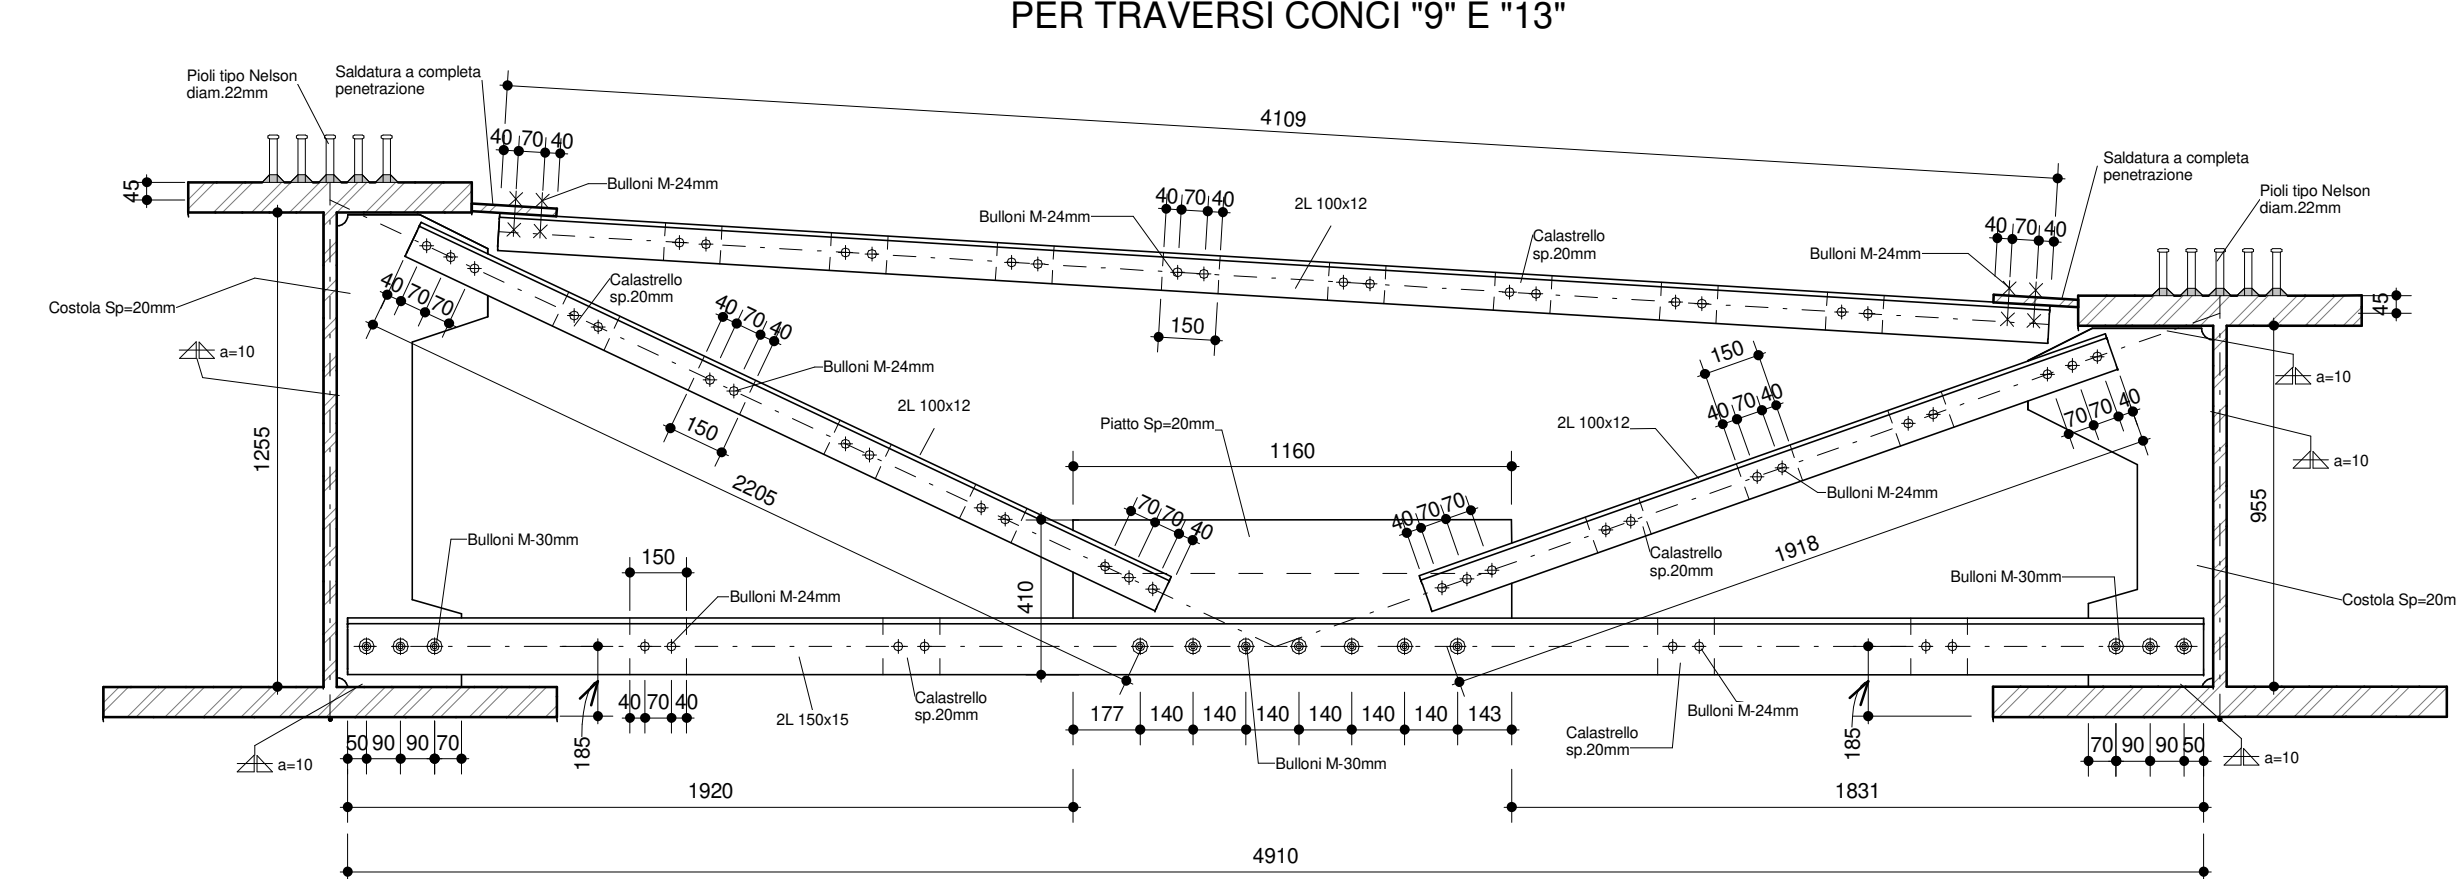 PER TRAVERSI CONCI "9" E "13"
Pioli tipo Nelson
diam.22mm
Saldatura a completa
penetrazione
4109
40 70 40
Bulloni M-24mm
45
Saldatura a completa
penetrazione
Pioli tipo Nelson
diam.22mm
Bulloni M-24mm
40 70 40
2L 100x12
Calastrello
sp.20mm
Bulloni M-24mm
40 70 40
45
Costola Sp=20mm
40 70 70
Calastrello
sp.20mm
40 70 40
150
a=10
Bulloni M-24mm
150
2L 100x12
150
40 70 40
a=10
70 70 40
1255
2205
Piatto Sp=20mm
1160
2L 100x12
Bulloni M-24mm
a=10
955
Bulloni M-30mm
70 70 40
40 70 70
Calastrello
sp.20mm
1918
150
Bulloni M-24mm
410
Bulloni M-30mm
Costola Sp=20m
40 70 40
185
2L 150x15
Calastrello
sp.20mm
177 140 140 140 140 140 140 143
Bulloni M-24mm
Calastrello
sp.20mm
185
50 90 90 70
a=10
Bulloni M-30mm
70 90 90 50
a=10
1920
1831
4910